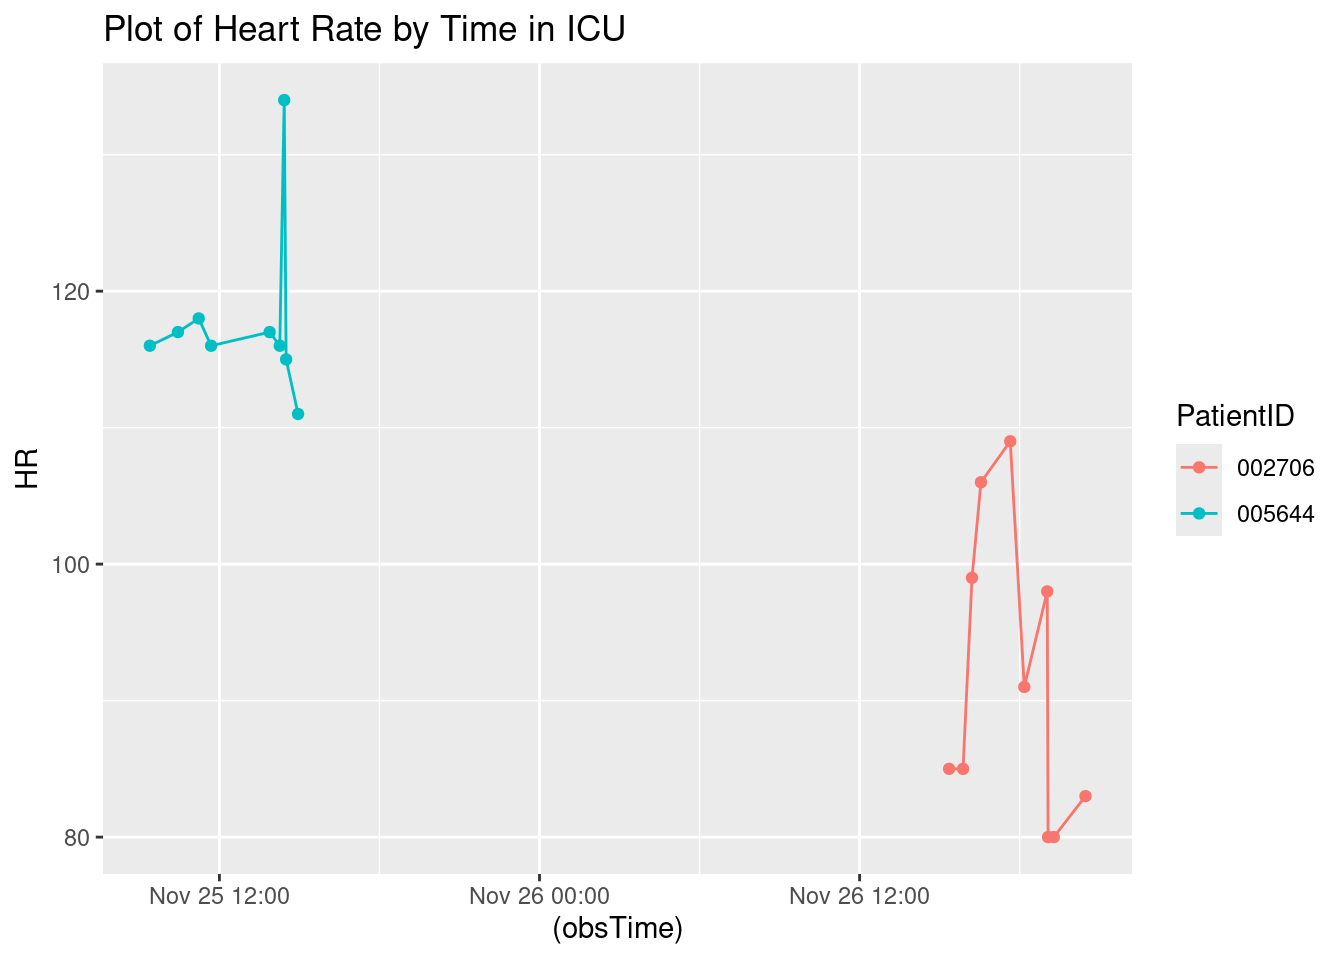 Plot of Heart Rate by Time in ICU
120
100
80
HR
Nov 25 12:00 Nov 26 00:00 Nov 26 12:00
(obsTime)
PatientID
002706
005644